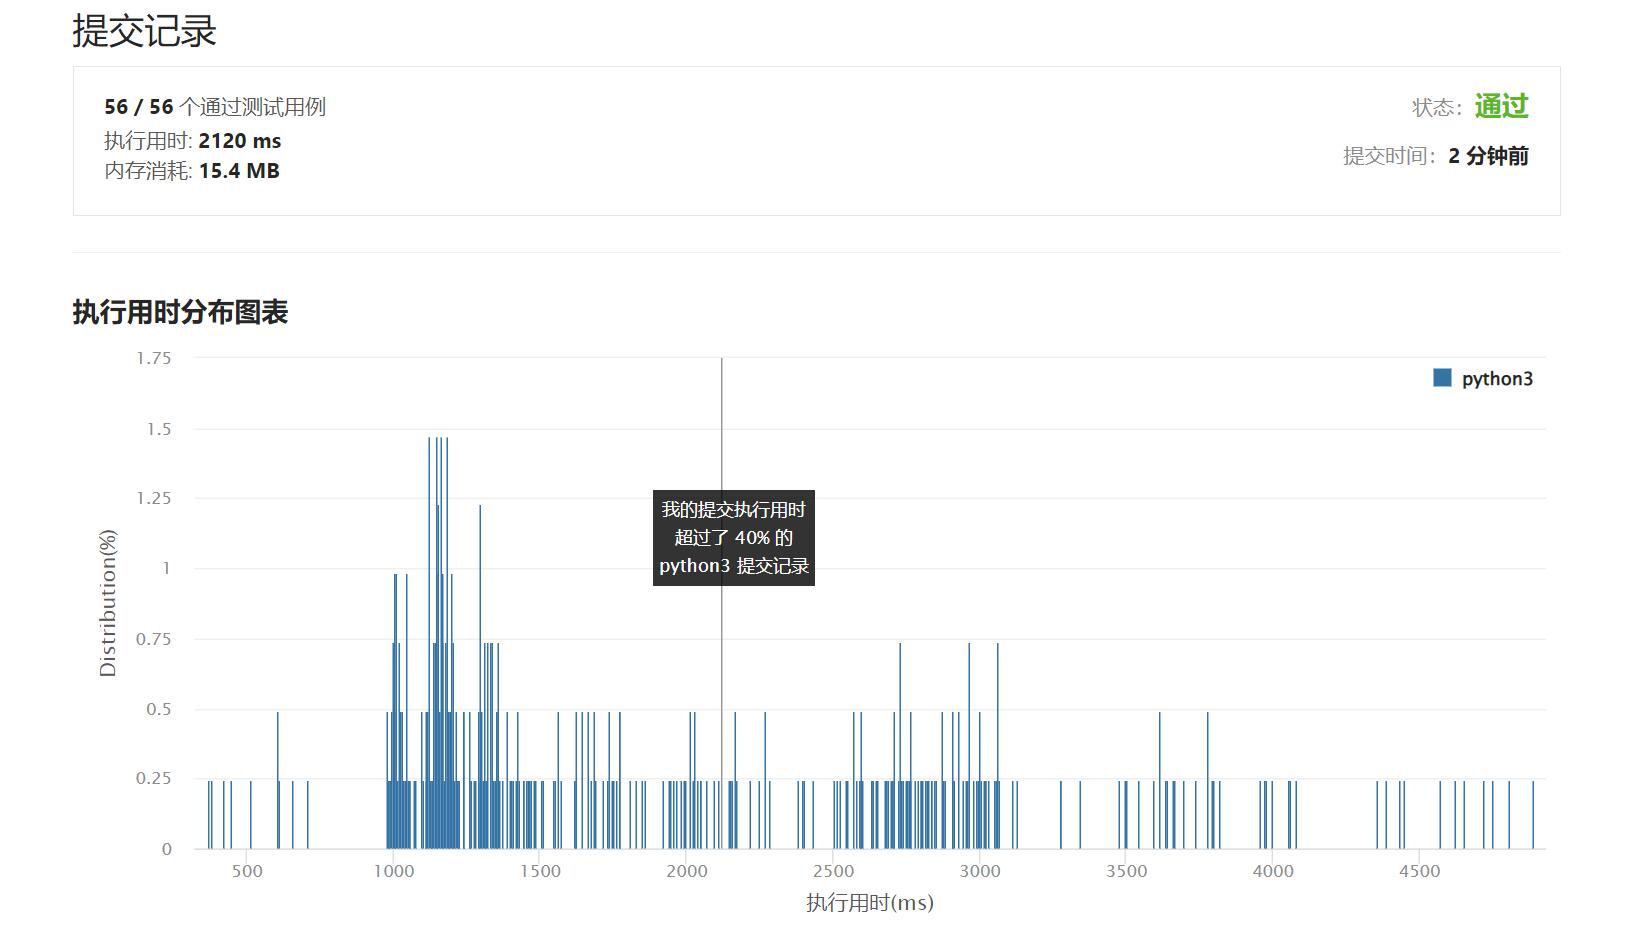 提交记录
56 / 56 个通过测试用例
状态：通过
执行用时: 2120 ms
提交时间：2 分钟前
内存消耗: 15.4 MB
执行用时分布图表
1.75
1.5
1.25
1
0.75
0.5
0.25
0
Distribution(%)
python3
我的提交执行用时
超过了 40% 的
python3 提交记录
500
1000
1500
2000
2500
3000
3500
4000
4500
执行用时(ms)